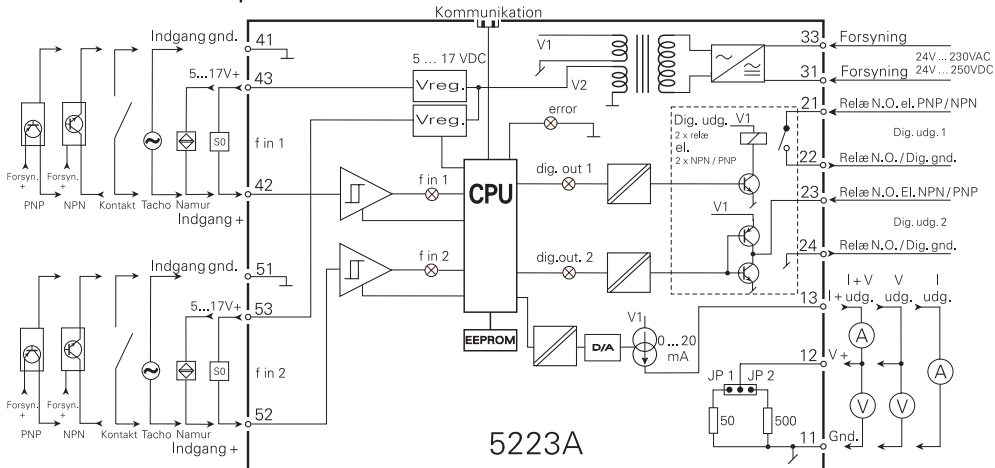 Kommunikation
Indgang gnd. 41
5...17V+ 43
5 ... 17 VDC
Vreg.
Vreg.
V1
V2
33 Forsyning
24V ... 230VAC
24V ... 250VDC
31 Forsyning
error
Dig. udg.
2 x relæ
el.
2 x NPN / PNP
V1
21 Relæ N.O. el. PNP/NPN
Dig. udg. 1
22 Relæ N.O./Dig. gnd.
S0
f in 1
Forsyn.
+
PNP
NPN
Kontakt
Tacho
Namur
Indgang +
42
f in 1
CPU
dig. out 1
V1
23 Relæ N.O. El. NPN/PNP
Dig. udg. 2
24 Relæ N.O./Dig. gnd.
f in 2
dig.out. 2
Indgang gnd. 51
5...17V+ 53
S0
f in 2
Forsyn.
+
PNP
NPN
Kontakt
Tacho
Namur
Indgang +
52
EEPROM
D/A
V1
0 ... 20
mA
13
I+V
I + udg.
V
udg.
I
udg.
A
12 V +
JP 1 JP 2
50
500
V
V
A
11 Gnd.
5223A